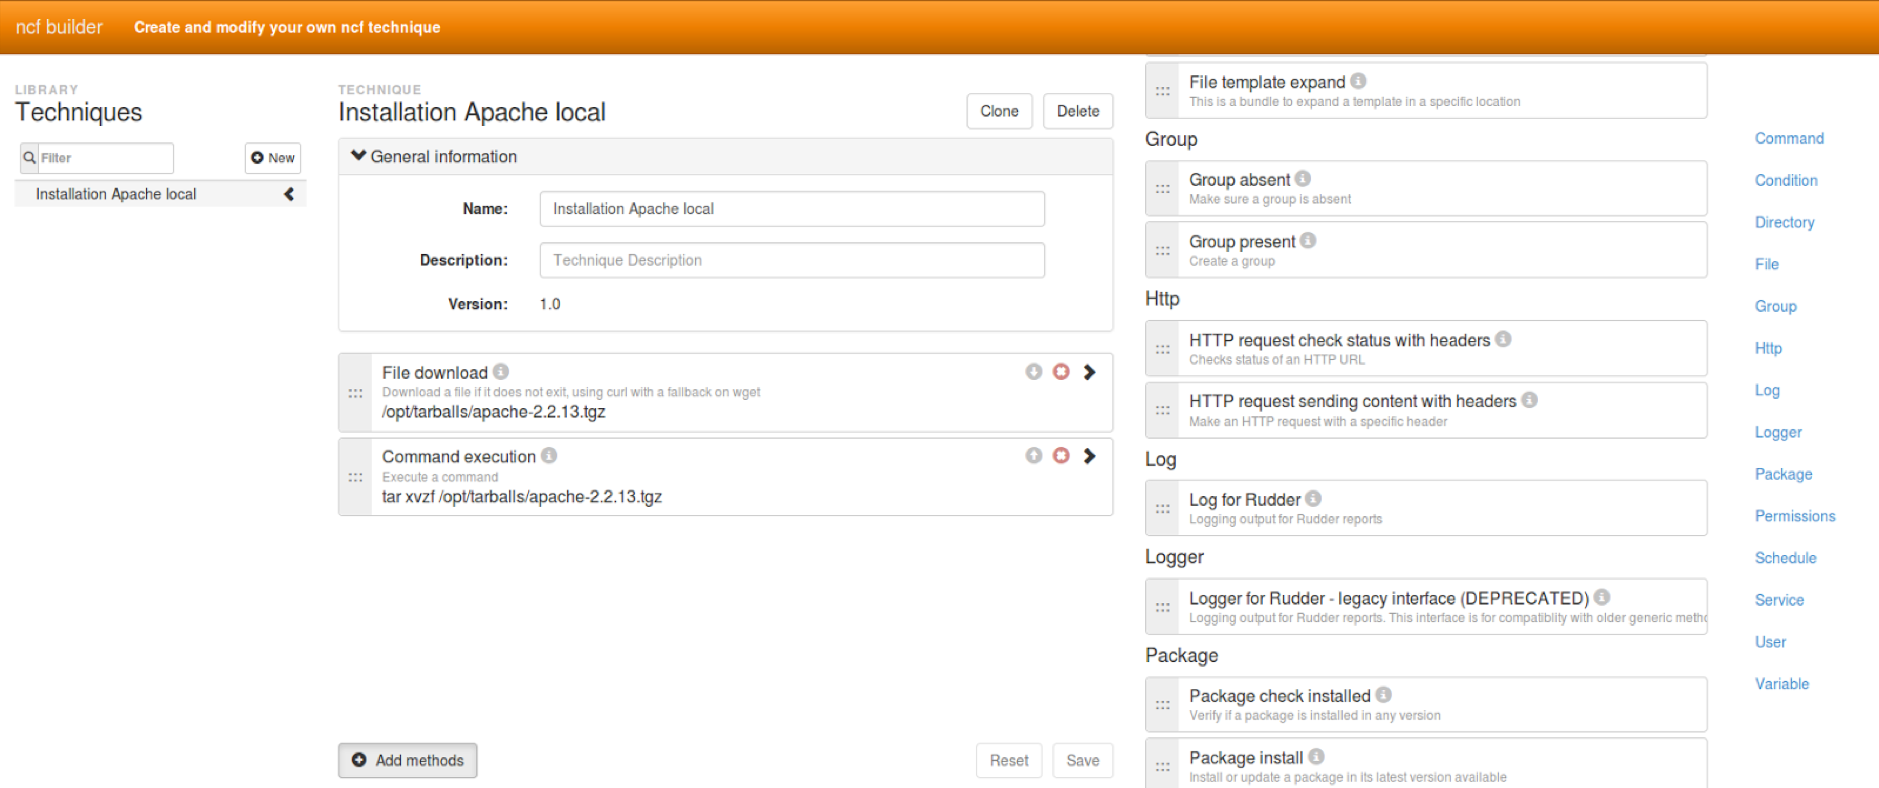 ncf builder Create and modify your own ncf technique
LIBRARY
Techniques
Filter
New
Installation Apache local
TECHNIQUE
Installation Apache local
Clone
Delete
General information
Name: Installation Apache local
Description: Technique Description
Version: 1.0
File download
Download a file if it does not exit, using curl with a fallback on wget
/opt/tarballs/apache-2.2.13.tgz
Command execution
Execute a command
tar xvzf /opt/tarballs/apache-2.2.13.tgz
Add methods
Reset
Save
File template expand
This is a bundle to expand a template in a specific location
Group
Group absent
Make sure a group is absent
Group present
Create a group
Http
HTTP request check status with headers
Checks status of an HTTP URL
HTTP request sending content with headers
Make an HTTP request with a specific header
Log
Log for Rudder
Logging output for Rudder reports
Logger
Logger for Rudder - legacy interface (DEPRECATED)
Logging output for Rudder reports. This interface is for compatiblity with older generic metho
Package
Package check installed
Verify if a package is installed in any version
Package install
Install or update a package in its latest version available
Command
Condition
Directory
File
Group
Http
Log
Logger
Package
Permissions
Schedule
Service
User
Variable